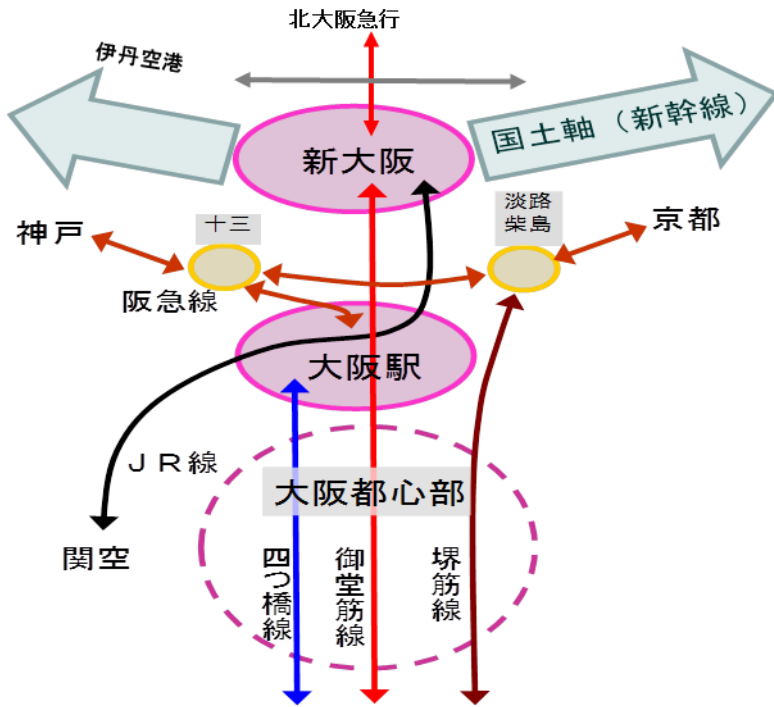 北大阪急行
伊丹空港
国土軸（新幹線）
新大阪
十三
淡路
柴島
神戸
京都
阪急線
大阪駅
ＪＲ線
大阪都心部
関空
四つ橋線
御堂筋線
堺筋線